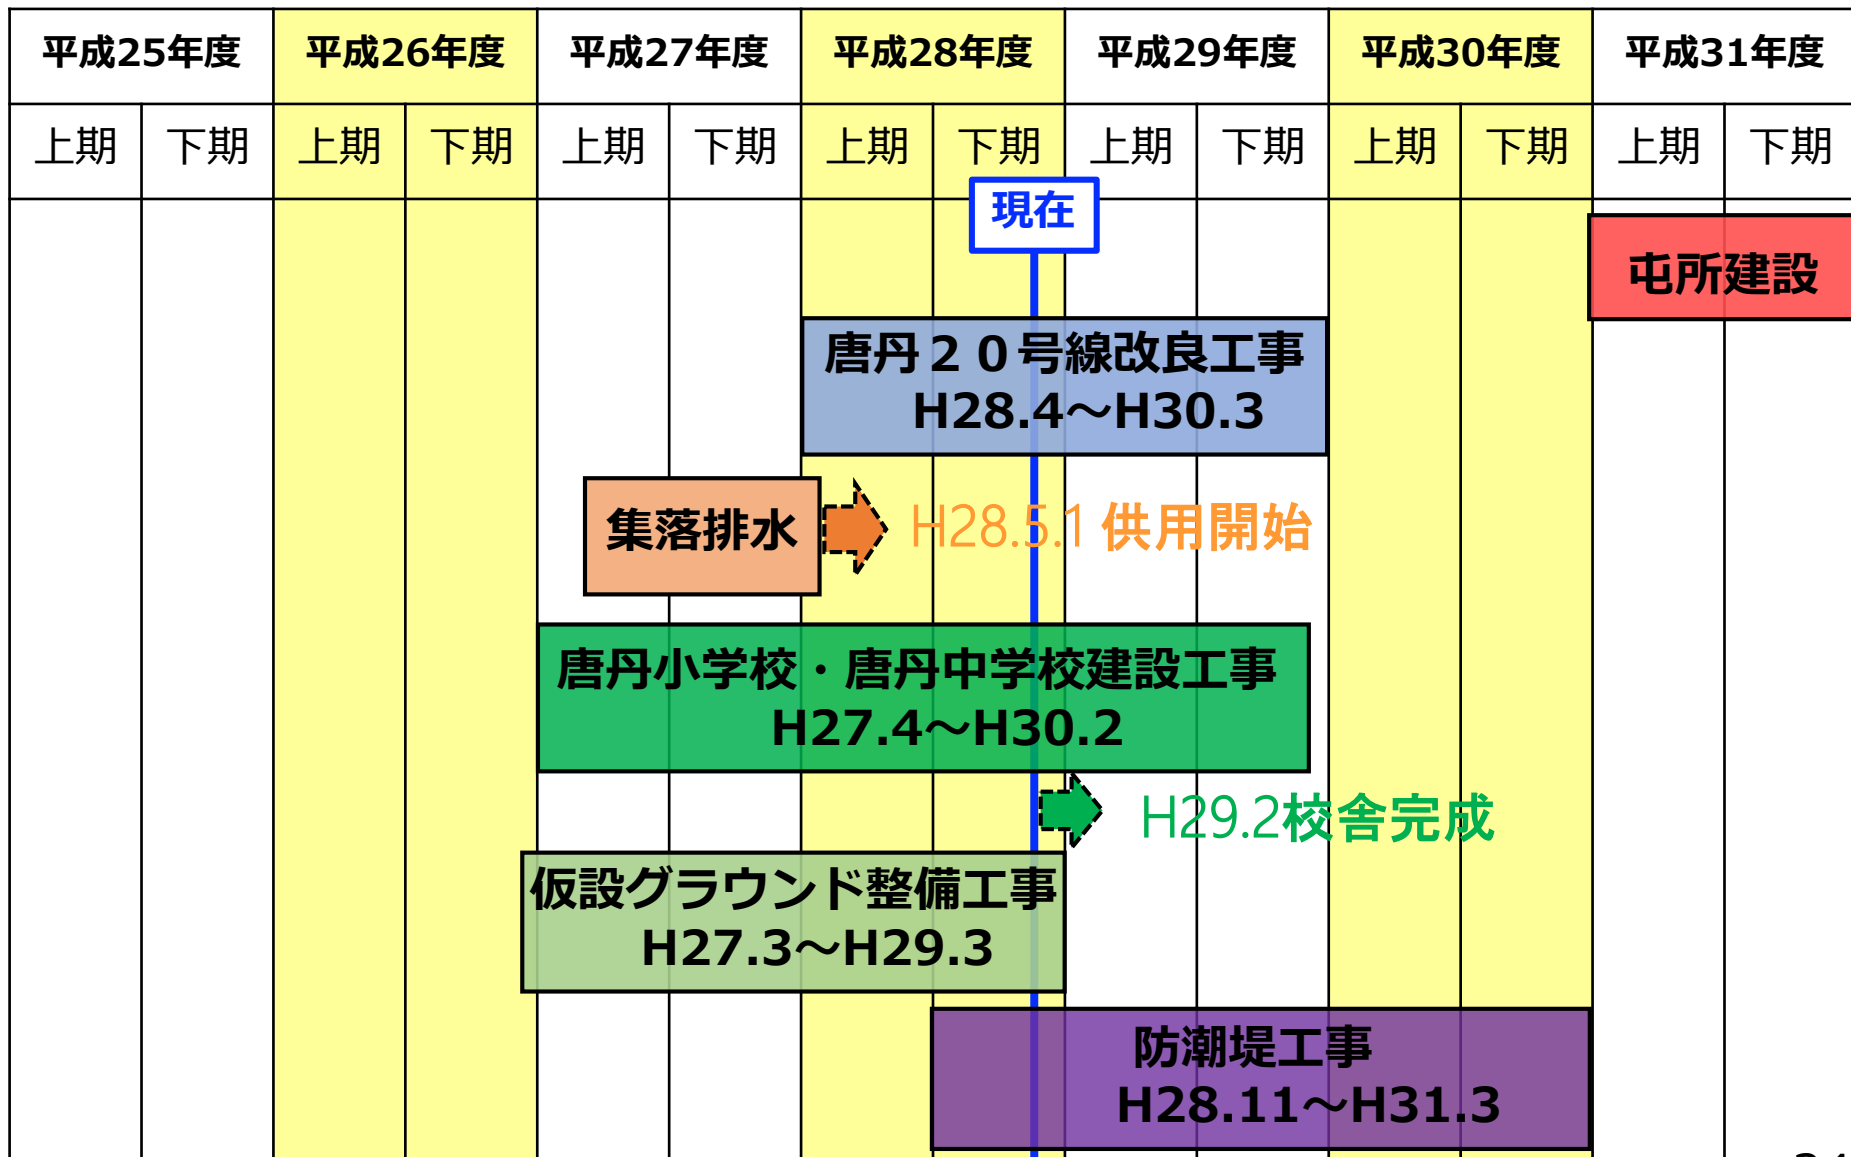 平成25年度 平成26年度 平成27年度 平成28年度 平成29年度 平成30年度 平成31年度
上期 下期 上期 下期 上期 下期 上期 下期 上期 下期 上期 下期 上期 下期
現在
屯所建設
唐丹２０号線改良工事
H28.4～H30.3
集落排水
H28.5.1 供用開始
唐丹小学校・唐丹中学校建設工事
H27.4～H30.2
H29.2校舎完成
仮設グラウンド整備工事
H27.3～H29.3
防潮堤工事
H28.11～H31.3